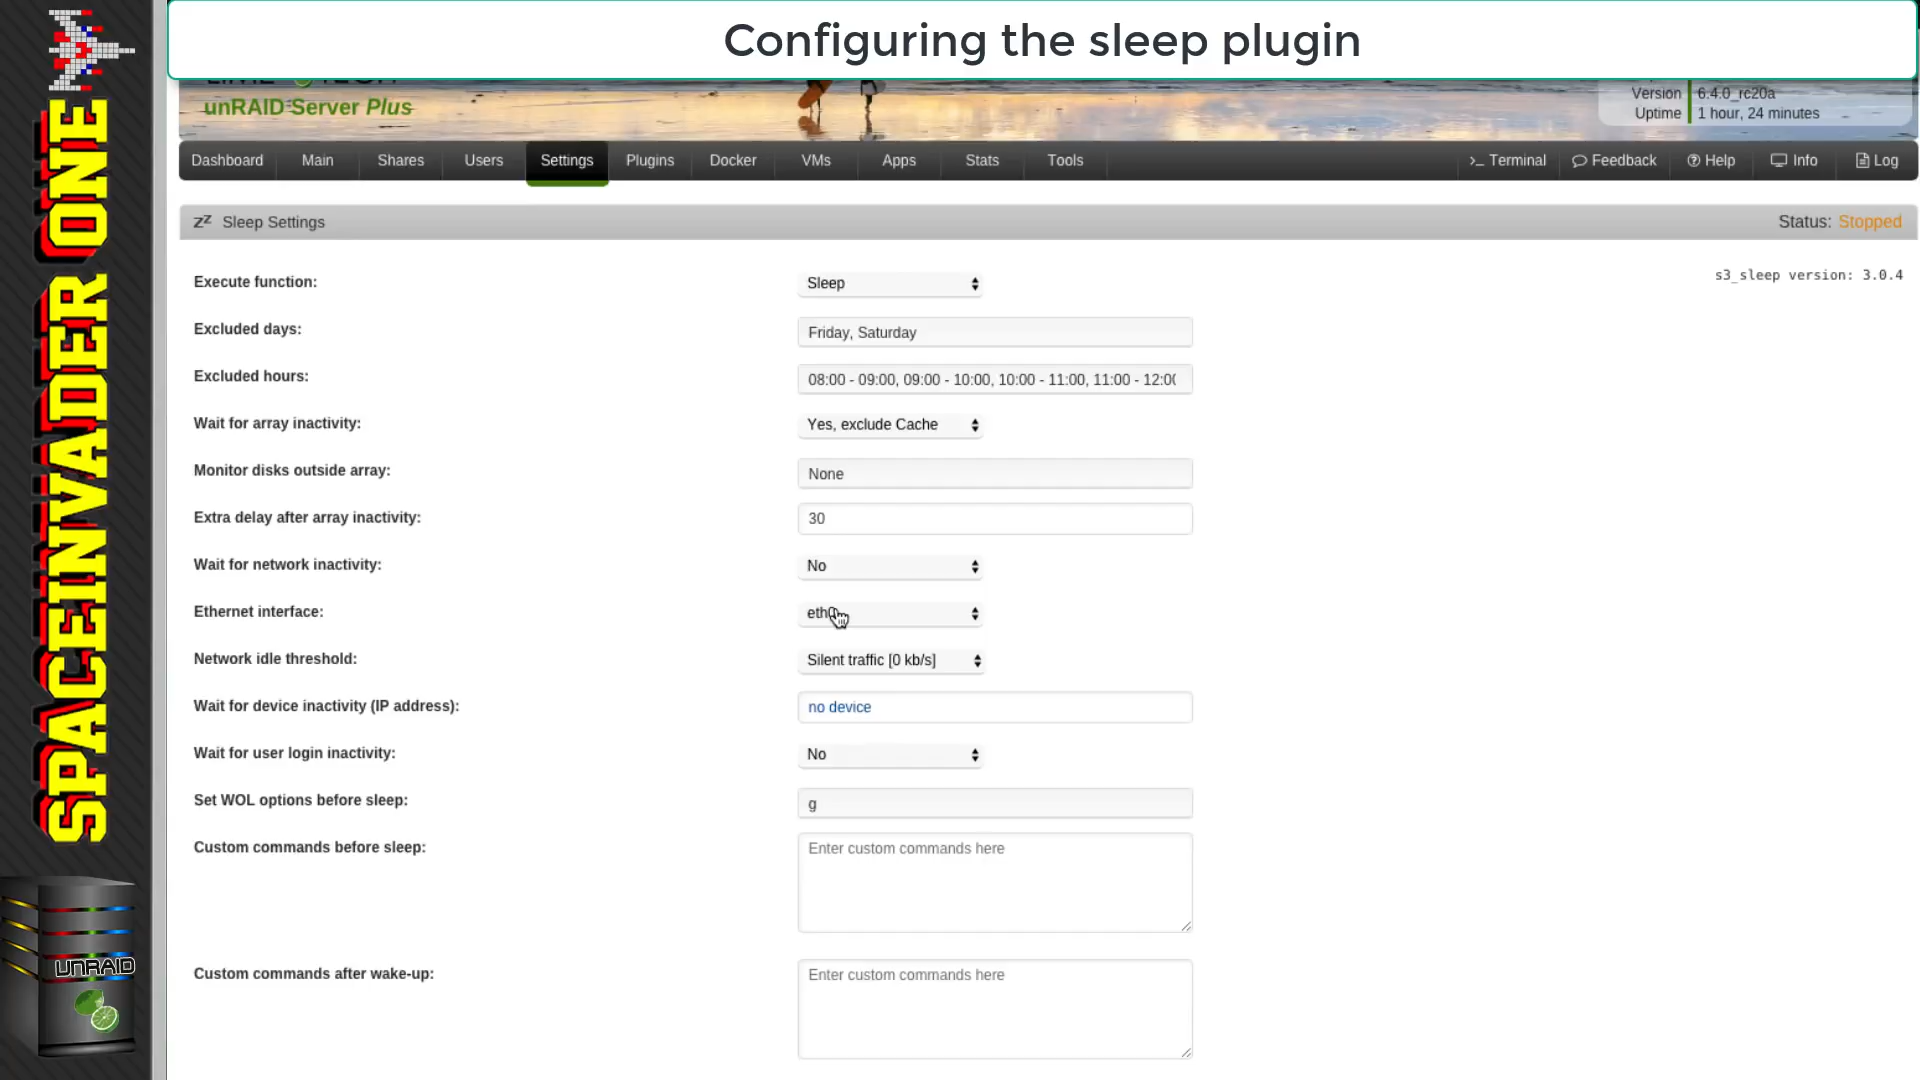 Configuring the sleep plugin
SPACEINVADER ONE
UNRAID
LIME TECH
unRAID Server Plus
Version 6.4.0_rc20a
Uptime 1 hour, 24 minutes
Dashboard Main Shares Users Settings Plugins Docker VMs Apps Stats Tools >_ Terminal Feedback Help Info Log
zZ Sleep Settings Status: Stopped
s3_sleep version: 3.0.4
Execute function: Sleep
Excluded days: Friday, Saturday
Excluded hours: 08:00 - 09:00, 09:00 - 10:00, 10:00 - 11:00, 11:00 - 12:00
Wait for array inactivity: Yes, exclude Cache
Monitor disks outside array: None
Extra delay after array inactivity: 30
Wait for network inactivity: No
Ethernet interface: eth0
Network idle threshold: Silent traffic [0 kb/s]
Wait for device inactivity (IP address): no device
Wait for user login inactivity: No
Set WOL options before sleep: g
Custom commands before sleep: Enter custom commands here
Custom commands after wake-up: Enter custom commands here